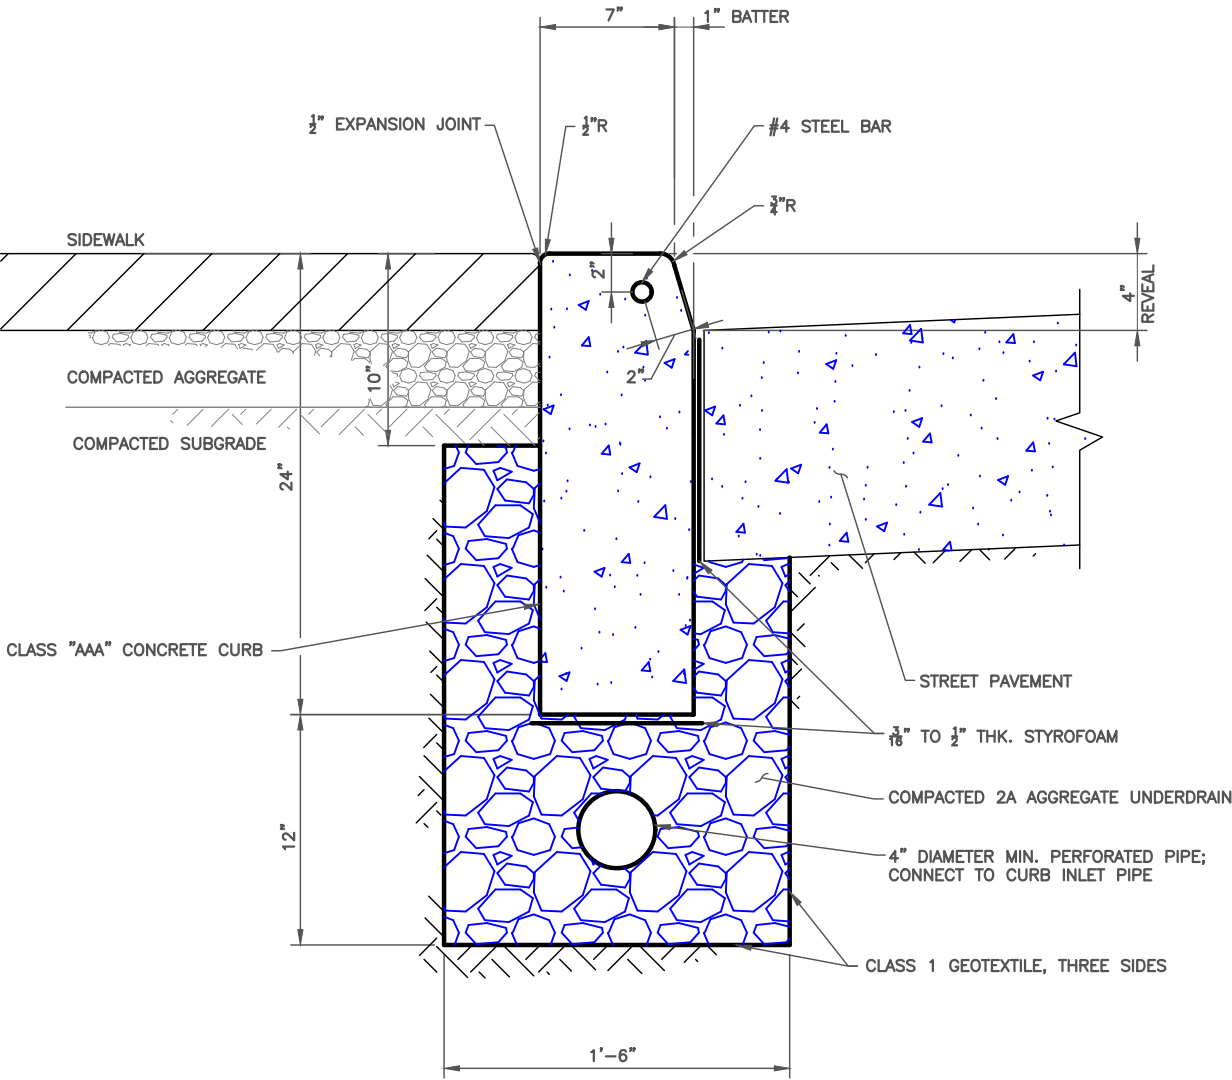 7"
1" BATTER
½" EXPANSION JOINT
½"R
#4 STEEL BAR
¾"R
SIDEWALK
2"
4"
REVEAL
COMPACTED AGGREGATE
10"
2"
COMPACTED SUBGRADE
24"
CLASS "AAA" CONCRETE CURB
STREET PAVEMENT
3/16" TO ½" THK. STYROFOAM
COMPACTED 2A AGGREGATE UNDERDRAIN
12"
4" DIAMETER MIN. PERFORATED PIPE;
CONNECT TO CURB INLET PIPE
CLASS 1 GEOTEXTILE, THREE SIDES
1'-6"